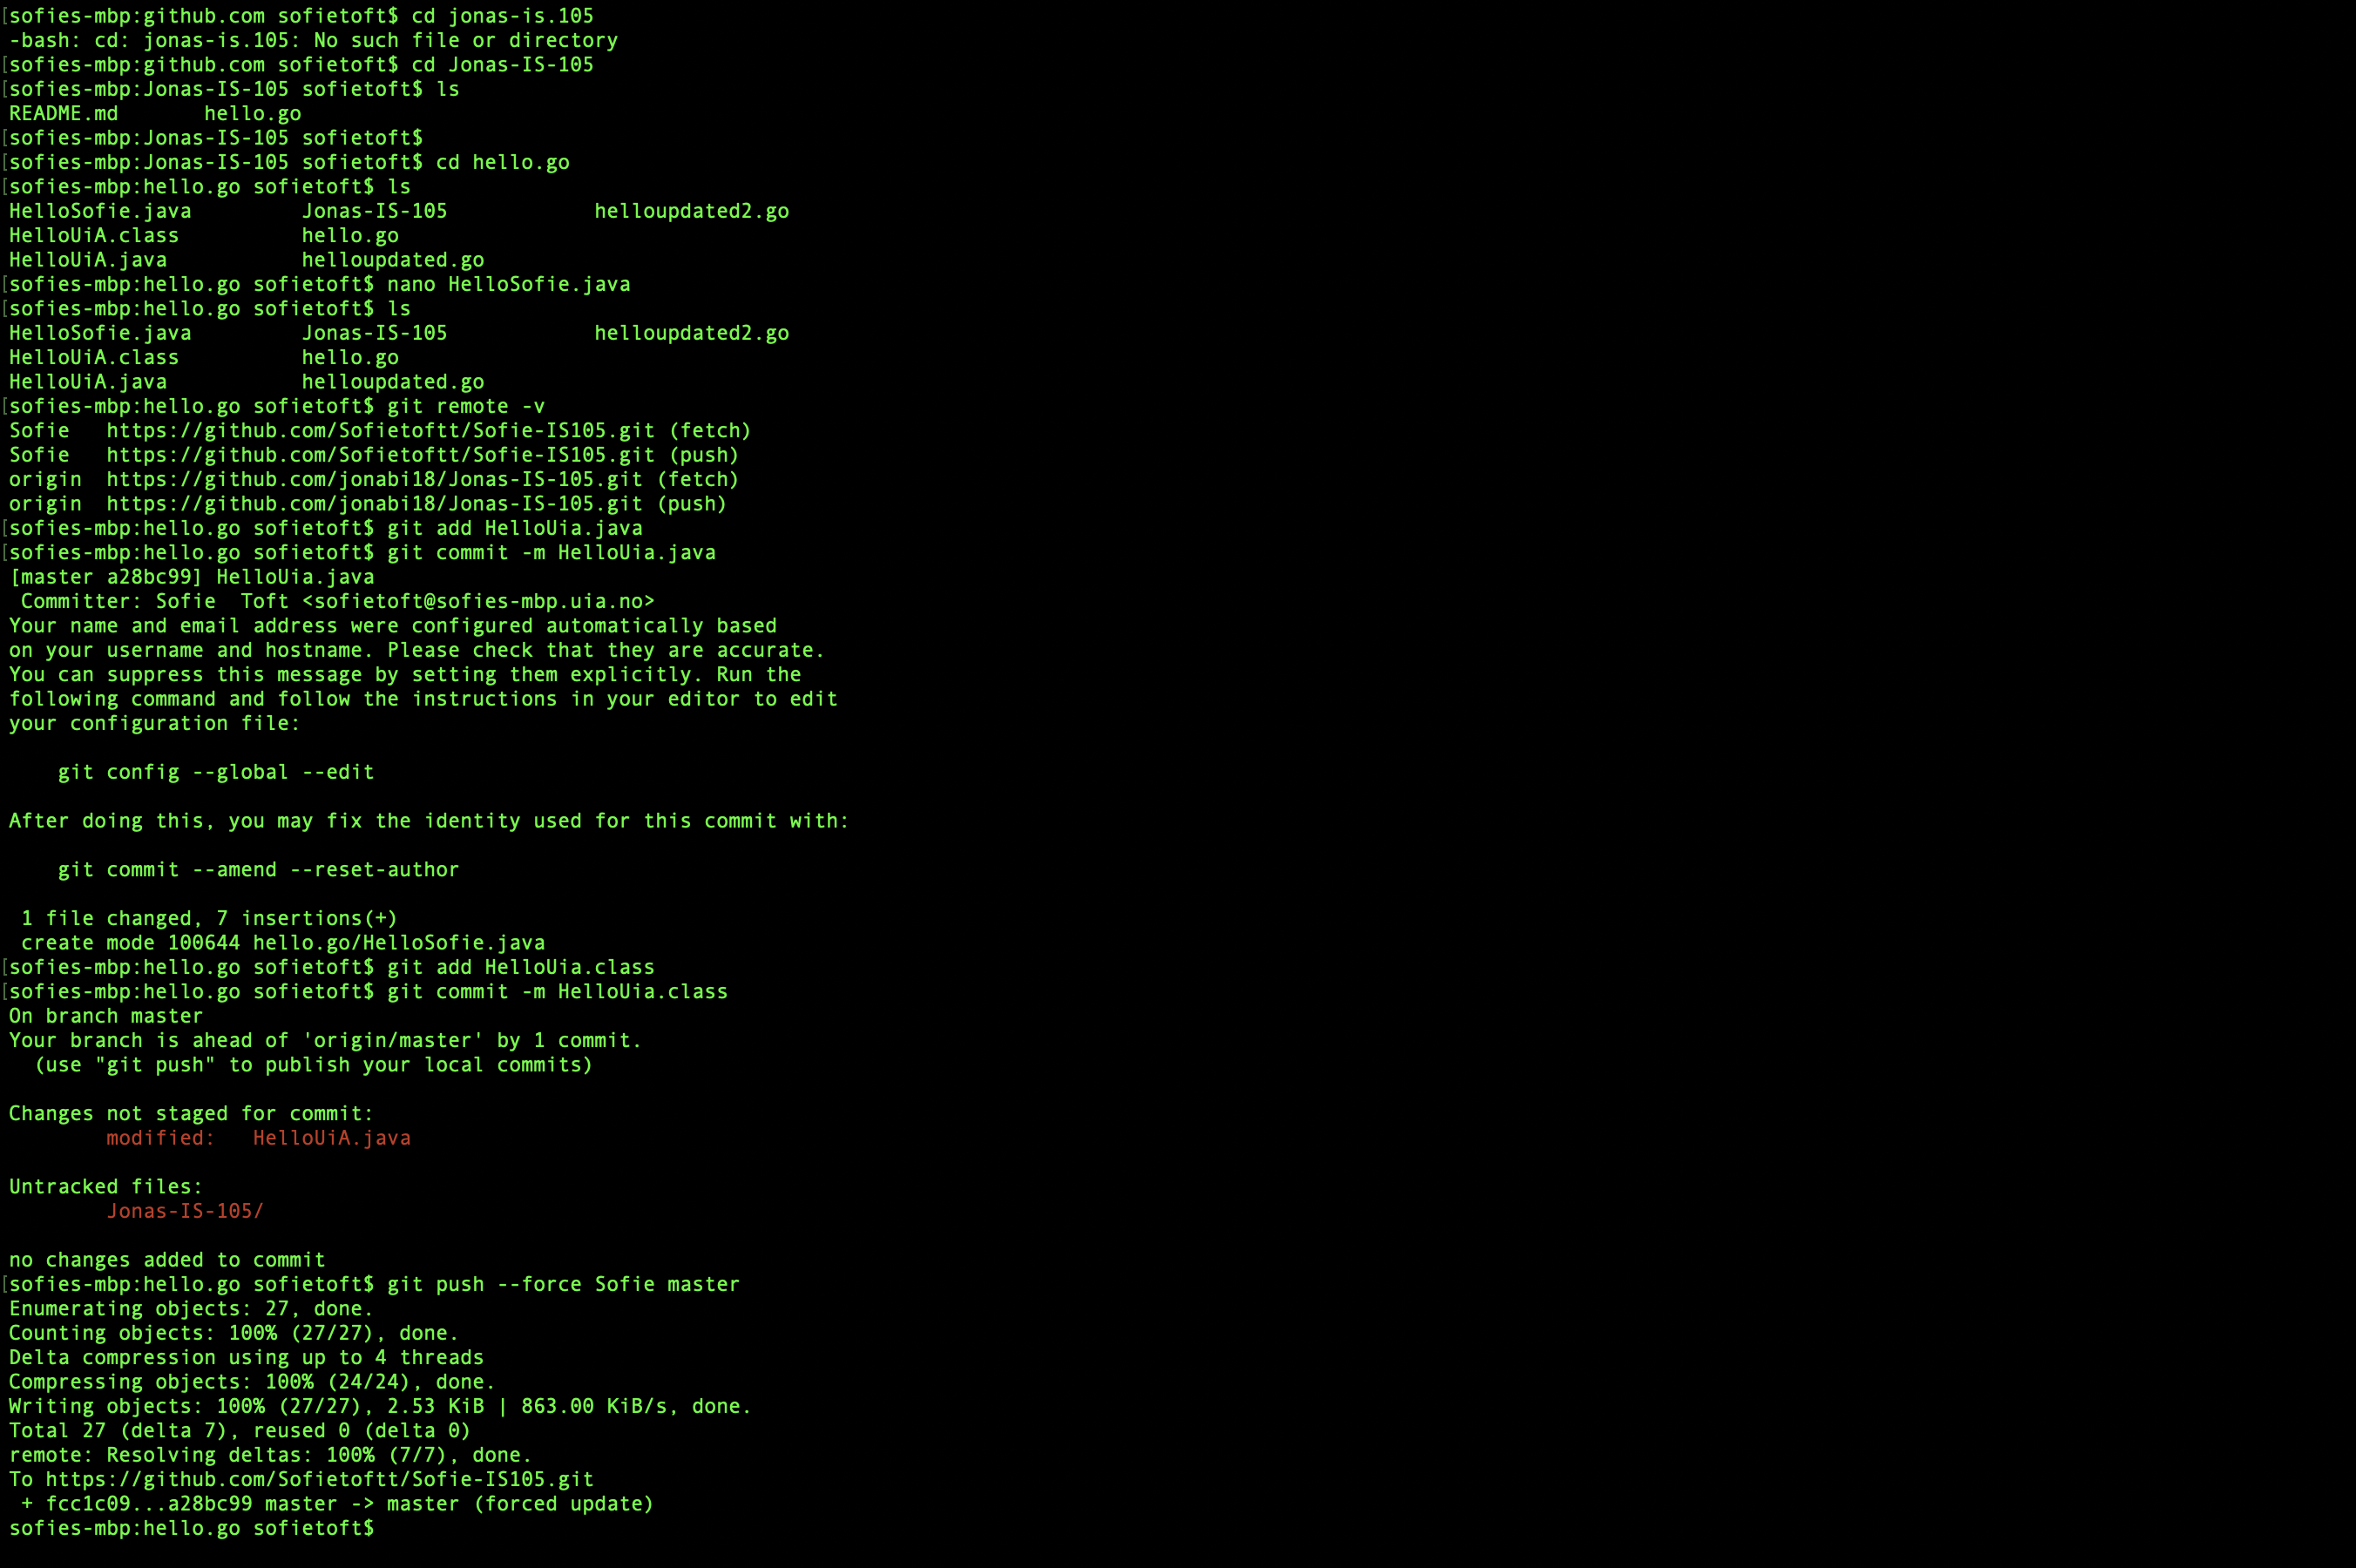 [sofies-mbp:github.com sofietoft$ cd jonas-is.105
-bash: cd: jonas-is.105: No such file or directory
[sofies-mbp:github.com sofietoft$ cd Jonas-IS-105
[sofies-mbp:Jonas-IS-105 sofietoft$ ls
README.md       hello.go
[sofies-mbp:Jonas-IS-105 sofietoft$
[sofies-mbp:Jonas-IS-105 sofietoft$ cd hello.go
[sofies-mbp:hello.go sofietoft$ ls
HelloSofie.java         Jonas-IS-105            helloupdated2.go
HelloUiA.class          hello.go
HelloUiA.java           helloupdated.go
[sofies-mbp:hello.go sofietoft$ nano HelloSofie.java
[sofies-mbp:hello.go sofietoft$ ls
HelloSofie.java         Jonas-IS-105            helloupdated2.go
HelloUiA.class          hello.go
HelloUiA.java           helloupdated.go
[sofies-mbp:hello.go sofietoft$ git remote -v
Sofie   https://github.com/Sofietoftt/Sofie-IS105.git (fetch)
Sofie   https://github.com/Sofietoftt/Sofie-IS105.git (push)
origin  https://github.com/jonabi18/Jonas-IS-105.git (fetch)
origin  https://github.com/jonabi18/Jonas-IS-105.git (push)
[sofies-mbp:hello.go sofietoft$ git add HelloUia.java
[sofies-mbp:hello.go sofietoft$ git commit -m HelloUia.java
[master a28bc99] HelloUia.java
 Committer: Sofie  Toft <sofietoft@sofies-mbp.uia.no>
Your name and email address were configured automatically based
on your username and hostname. Please check that they are accurate.
You can suppress this message by setting them explicitly. Run the
following command and follow the instructions in your editor to edit
your configuration file:

    git config --global --edit

After doing this, you may fix the identity used for this commit with:

    git commit --amend --reset-author

 1 file changed, 7 insertions(+)
 create mode 100644 hello.go/HelloSofie.java
[sofies-mbp:hello.go sofietoft$ git add HelloUia.class
[sofies-mbp:hello.go sofietoft$ git commit -m HelloUia.class
On branch master
Your branch is ahead of 'origin/master' by 1 commit.
  (use "git push" to publish your local commits)

Changes not staged for commit:
        modified:   HelloUiA.java

Untracked files:
        Jonas-IS-105/

no changes added to commit
[sofies-mbp:hello.go sofietoft$ git push --force Sofie master
Enumerating objects: 27, done.
Counting objects: 100% (27/27), done.
Delta compression using up to 4 threads
Compressing objects: 100% (24/24), done.
Writing objects: 100% (27/27), 2.53 KiB | 863.00 KiB/s, done.
Total 27 (delta 7), reused 0 (delta 0)
remote: Resolving deltas: 100% (7/7), done.
To https://github.com/Sofietoftt/Sofie-IS105.git
 + fcc1c09...a28bc99 master -> master (forced update)
sofies-mbp:hello.go sofietoft$